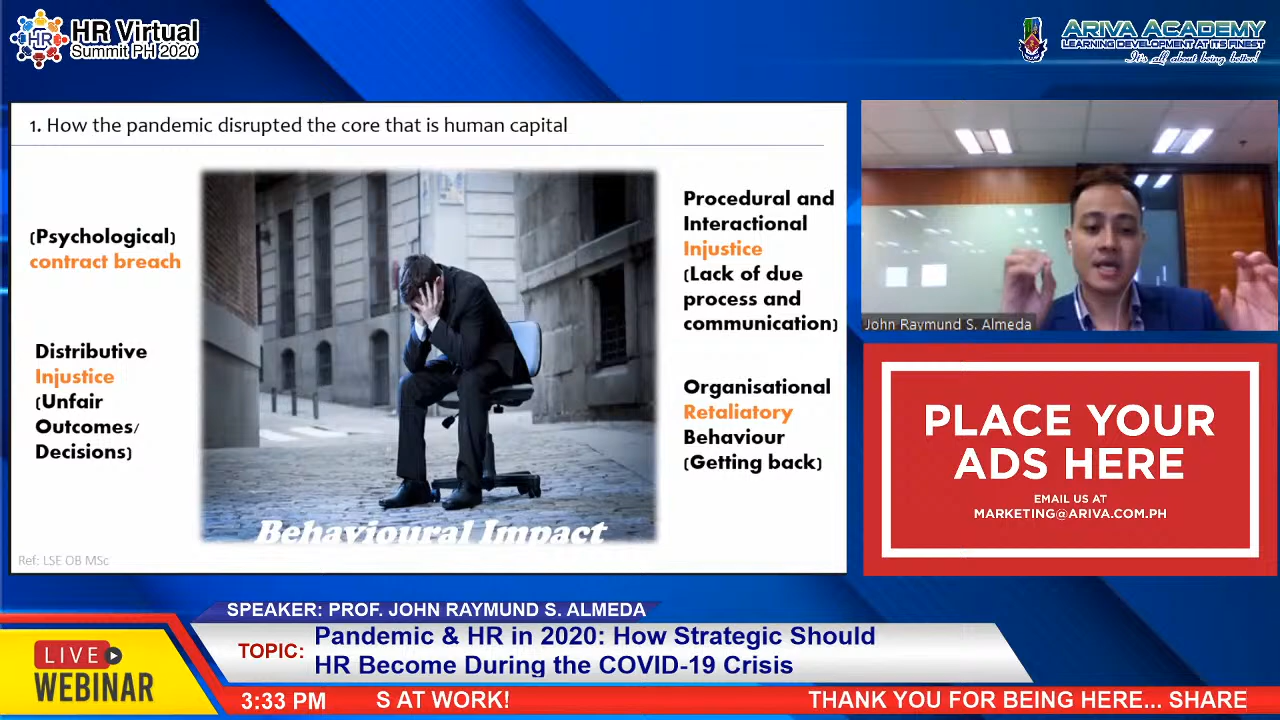 HR
HR Virtual
Summit PH 2020
ARIVA ACADEMY
LEARNING DEVELOPMENT AT ITS FINEST
It's all about being better!
1. How the pandemic disrupted the core that is human capital
(Psychological)
contract breach
Distributive
Injustice
(Unfair
Outcomes/
Decisions)
Behavioural Impact
Procedural and
Interactional
Injustice
(Lack of due
process and
communication)
Organisational
Retaliatory
Behaviour
(Getting back)
Ref: LSE OB MSc
John Raymund S. Almeda
PLACE YOUR
ADS HERE
EMAIL US AT
MARKETING@ARIVA.COM.PH
SPEAKER: PROF. JOHN RAYMUND S. ALMEDA
TOPIC:
Pandemic & HR in 2020: How Strategic Should
HR Become During the COVID-19 Crisis
LIVE
WEBINAR
3:33 PM
S AT WORK!
THANK YOU FOR BEING HERE... SHARE